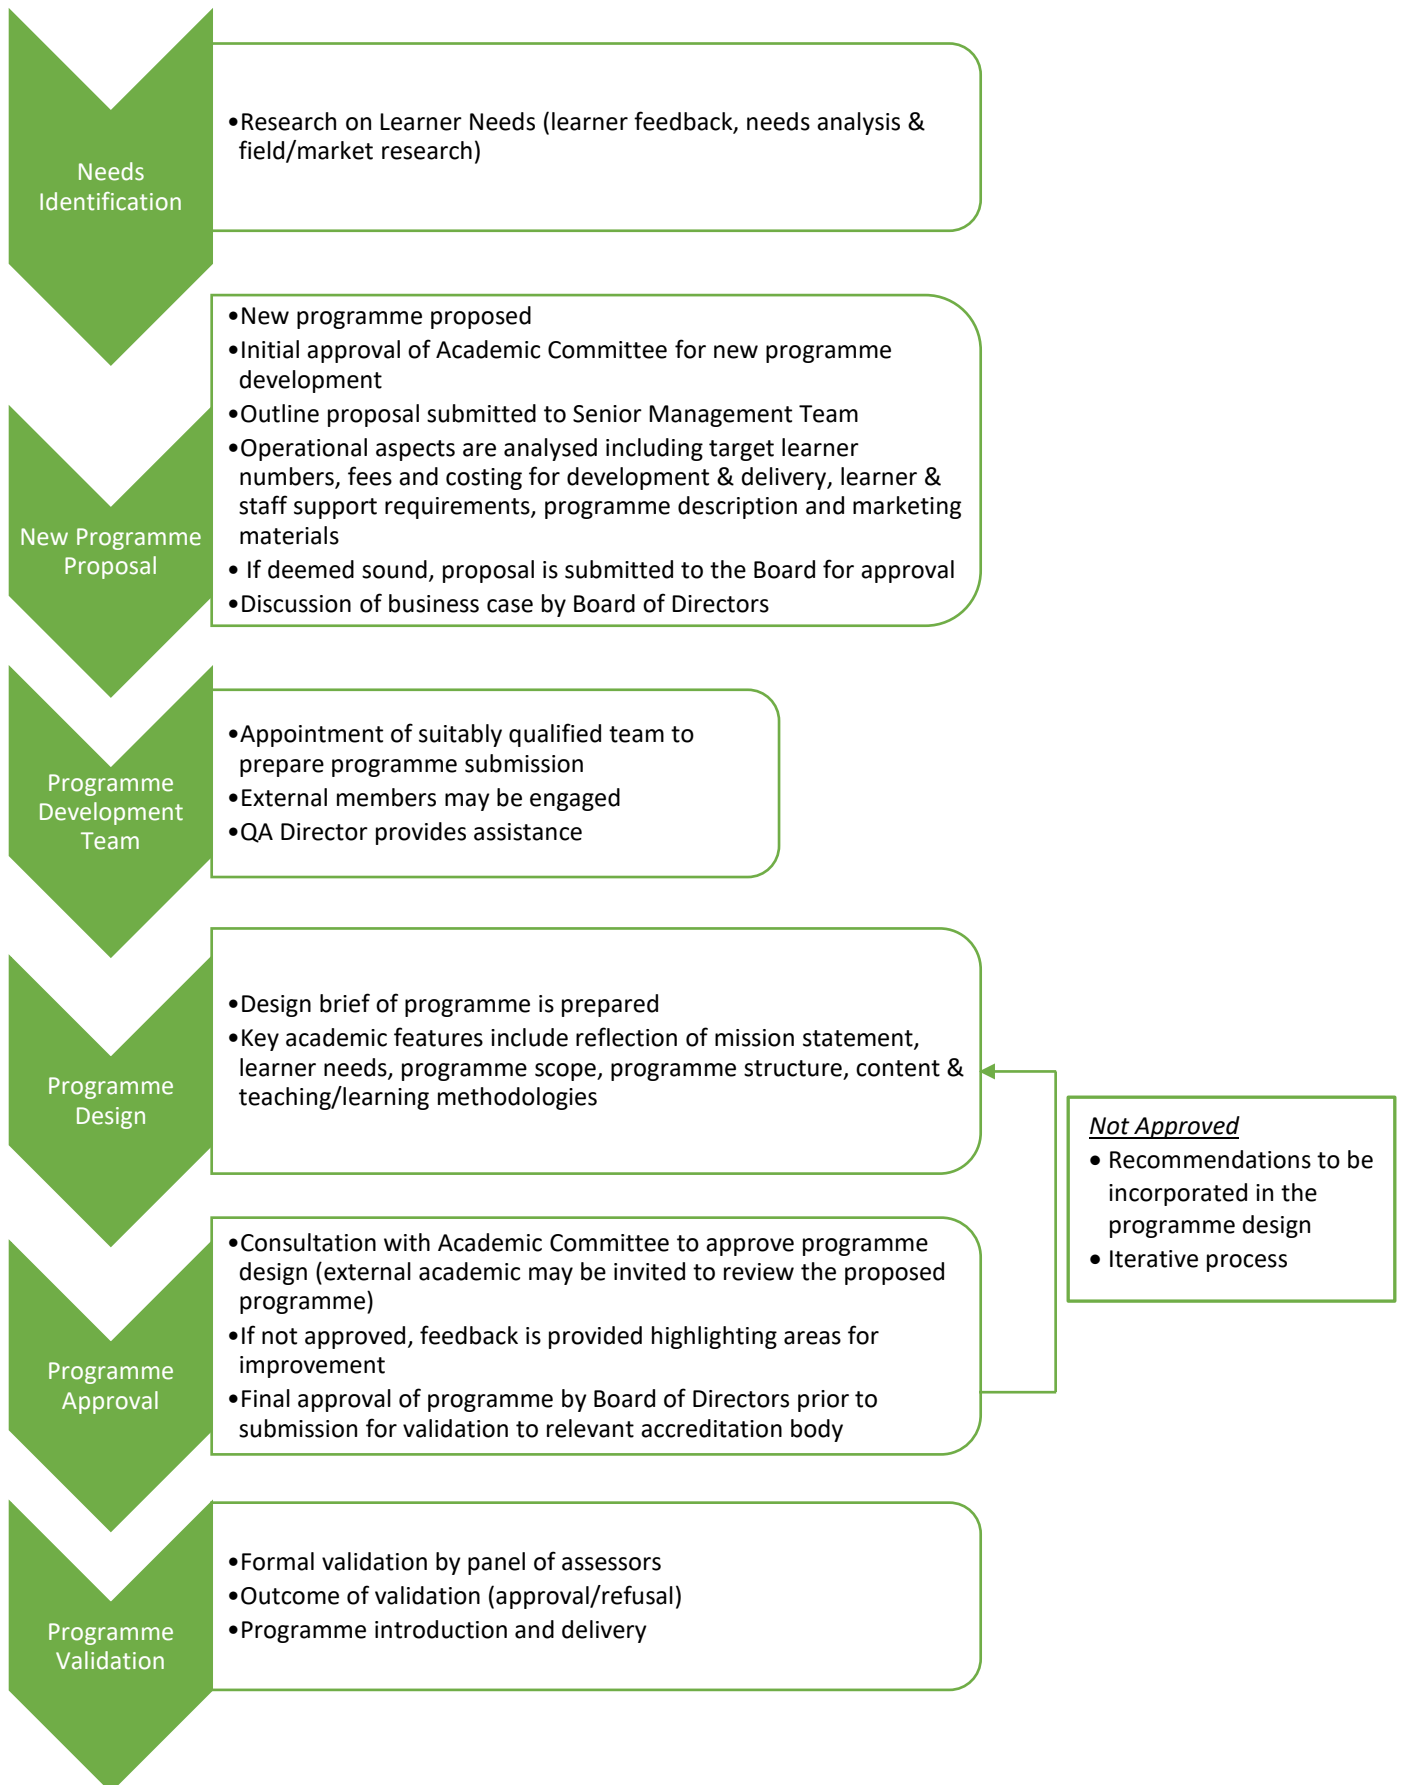 Needs
Identification
•Research on Learner Needs (learner feedback, needs analysis &
field/market research)
New Programme
Proposal
•New programme proposed
•Initial approval of Academic Committee for new programme
development
•Outline proposal submitted to Senior Management Team
•Operational aspects are analysed including target learner
numbers, fees and costing for development & delivery, learner &
staff support requirements, programme description and marketing
materials
• If deemed sound, proposal is submitted to the Board for approval
•Discussion of business case by Board of Directors
Programme
Development
Team
•Appointment of suitably qualified team to
prepare programme submission
•External members may be engaged
•QA Director provides assistance
Programme
Design
•Design brief of programme is prepared
•Key academic features include reflection of mission statement,
learner needs, programme scope, programme structure, content &
teaching/learning methodologies
Not Approved
• Recommendations to be
incorporated in the
programme design
• Iterative process
Programme
Approval
•Consultation with Academic Committee to approve programme
design (external academic may be invited to review the proposed
programme)
•If not approved, feedback is provided highlighting areas for
improvement
•Final approval of programme by Board of Directors prior to
submission for validation to relevant accreditation body
Programme
Validation
•Formal validation by panel of assessors
•Outcome of validation (approval/refusal)
•Programme introduction and delivery